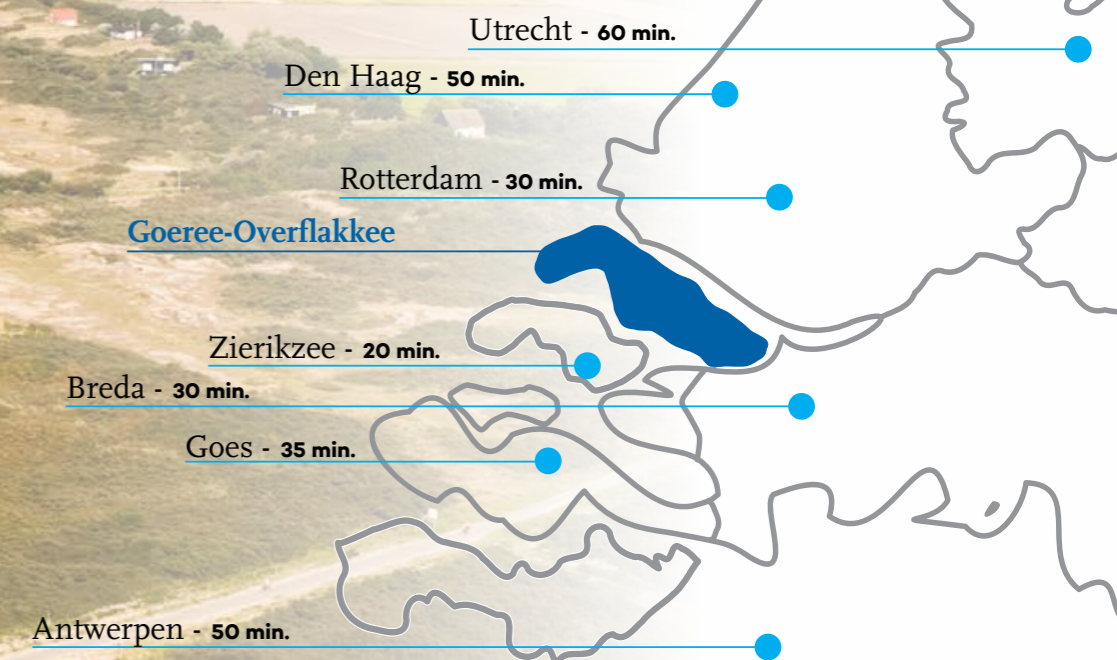 Utrecht - 60 min.
Den Haag - 50 min.
Rotterdam - 30 min.
Goeree-Overflakkee
Zierikzee - 20 min.
Breda - 30 min.
Goes - 35 min.
Antwerpen - 50 min.